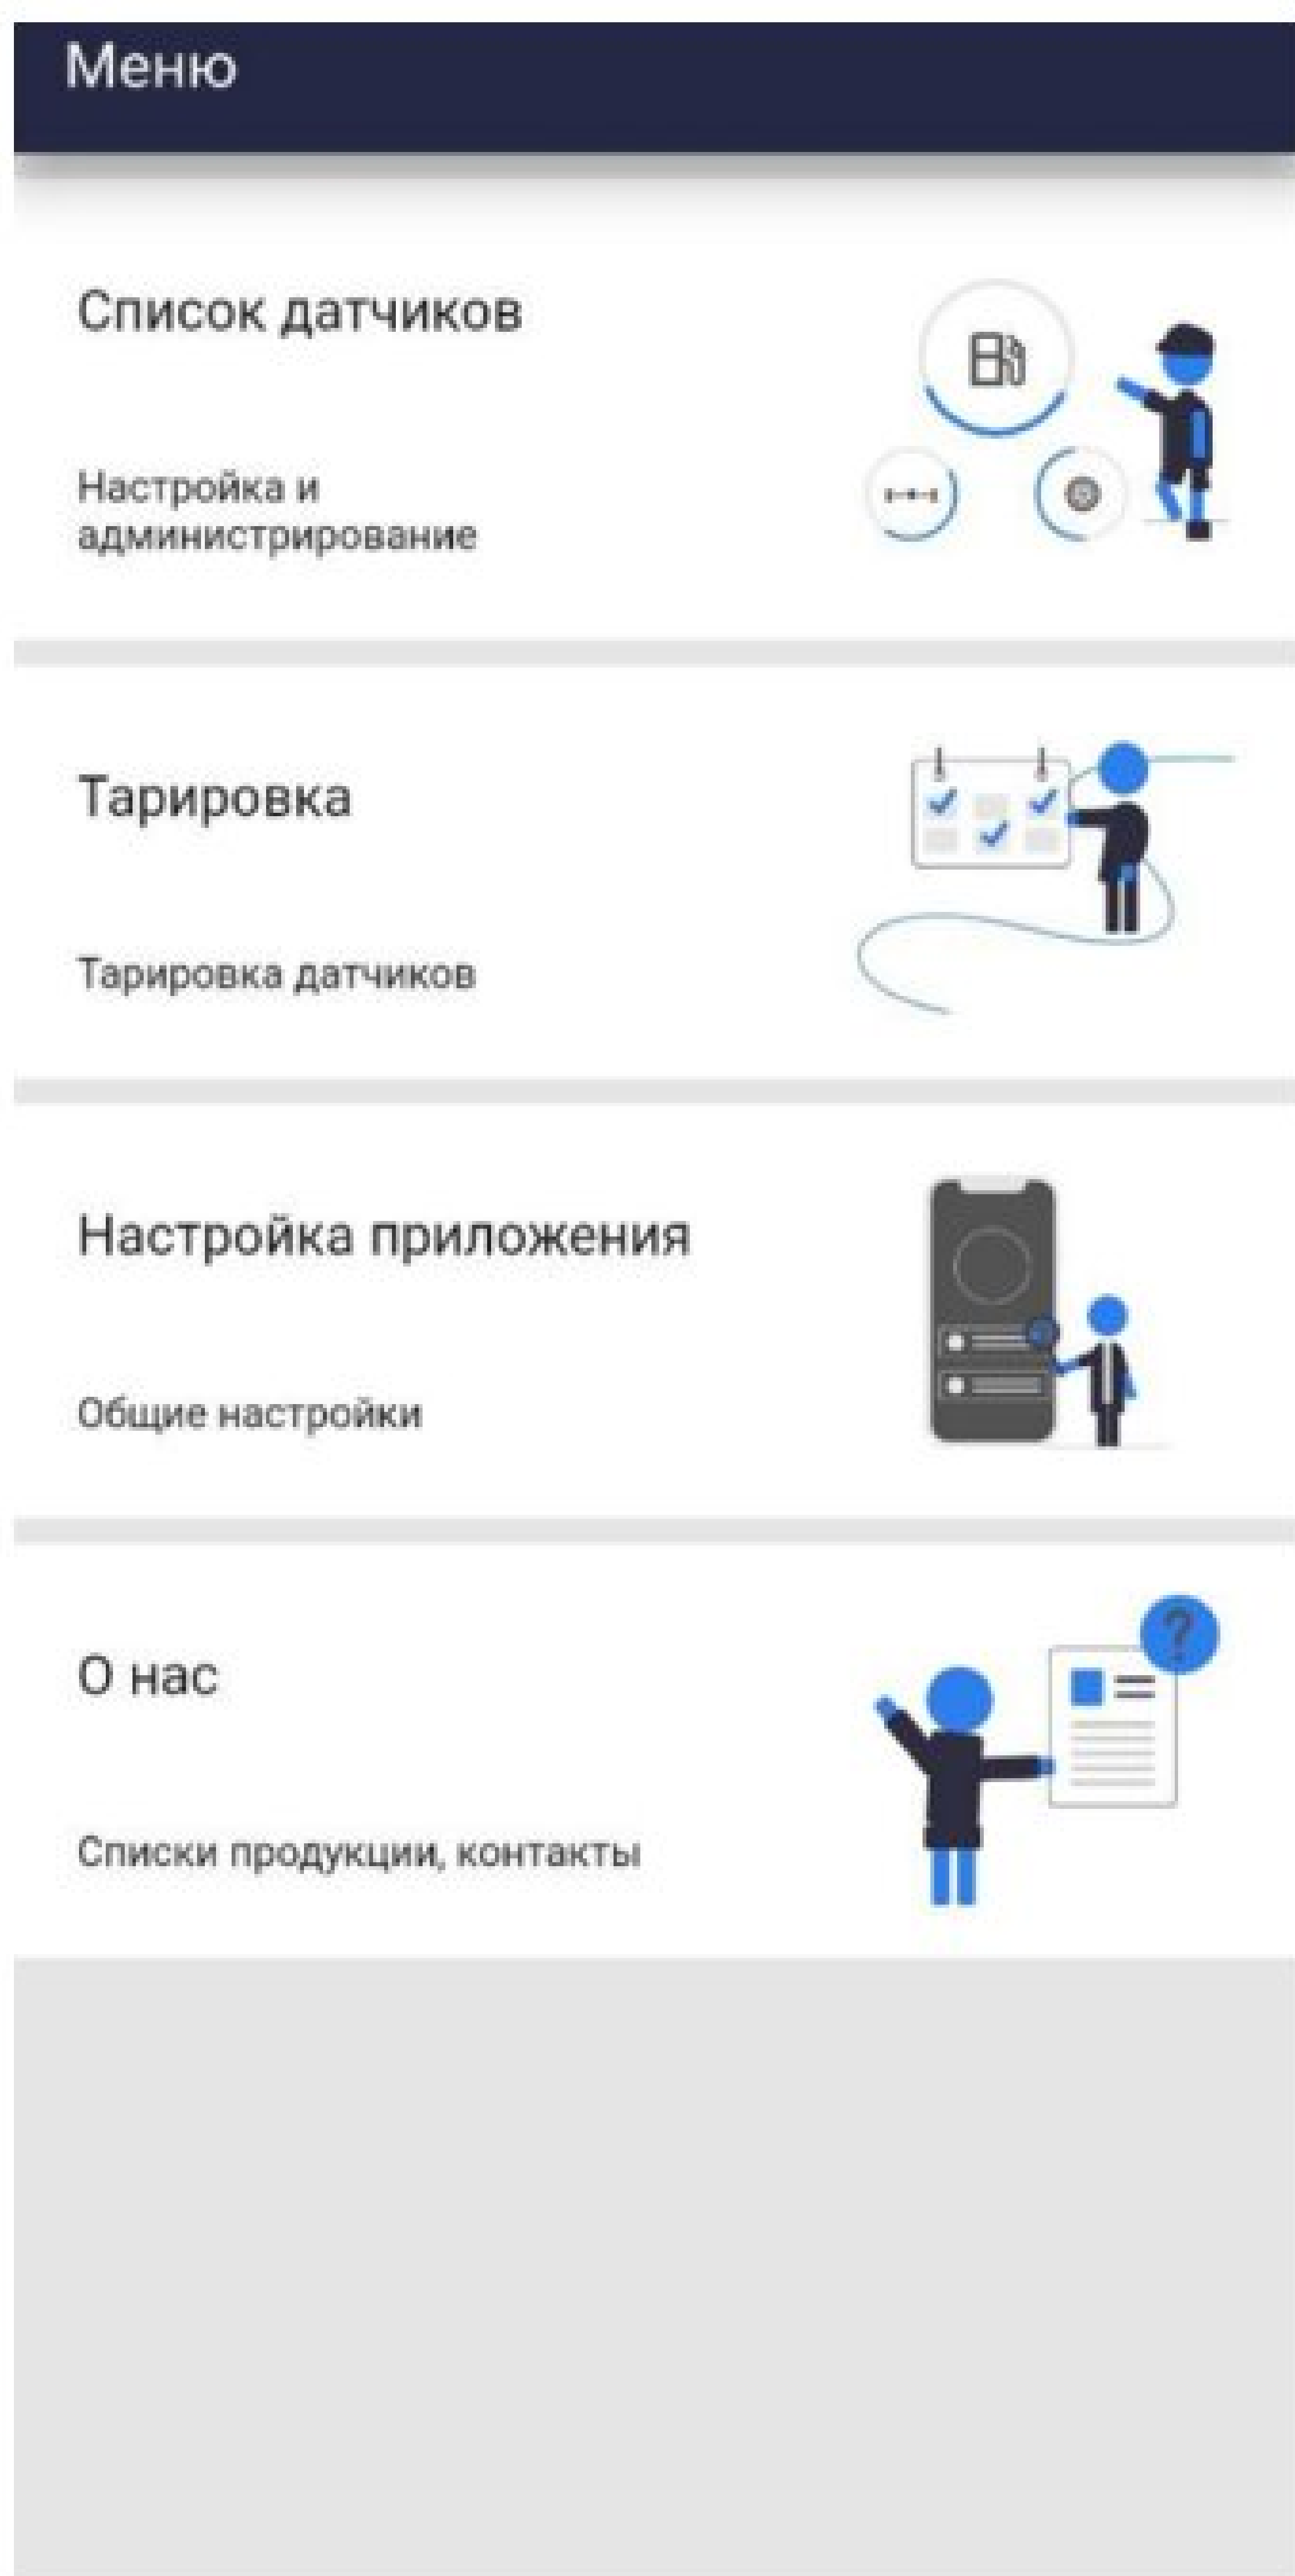 Меню
Список датчиков
Настройка и
администрирование
Тарировка
Тарировка датчиков
Настройка приложения
Общие настройки
?
О нас
Списки продукции, контакты